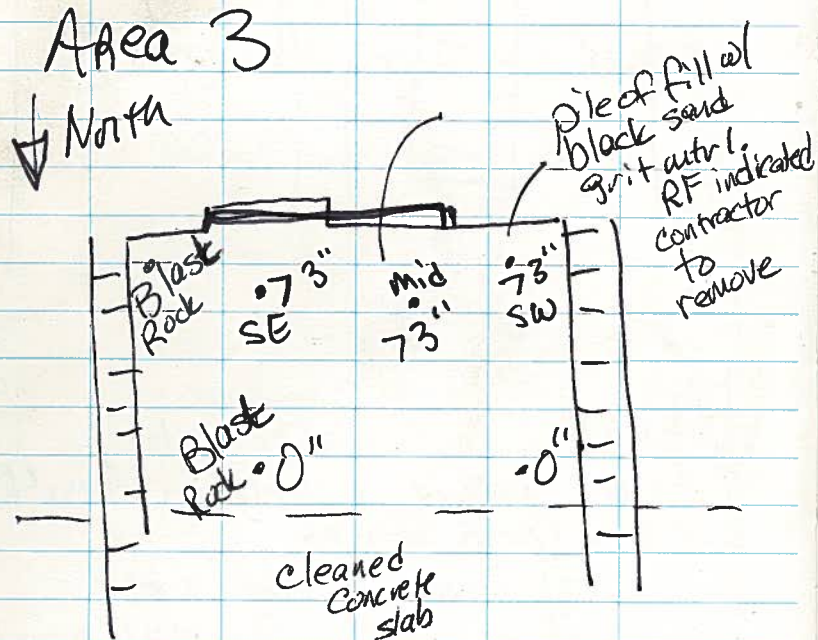 Area 3
North
pile of fill w/
black sand
grit mtrl.
RF indicated
contractor
to
remove
Blast
Rock
73"
SE
mid
73"
73"
SW
Blast
Rock
0"
0"
Cleaned
Concrete
slab